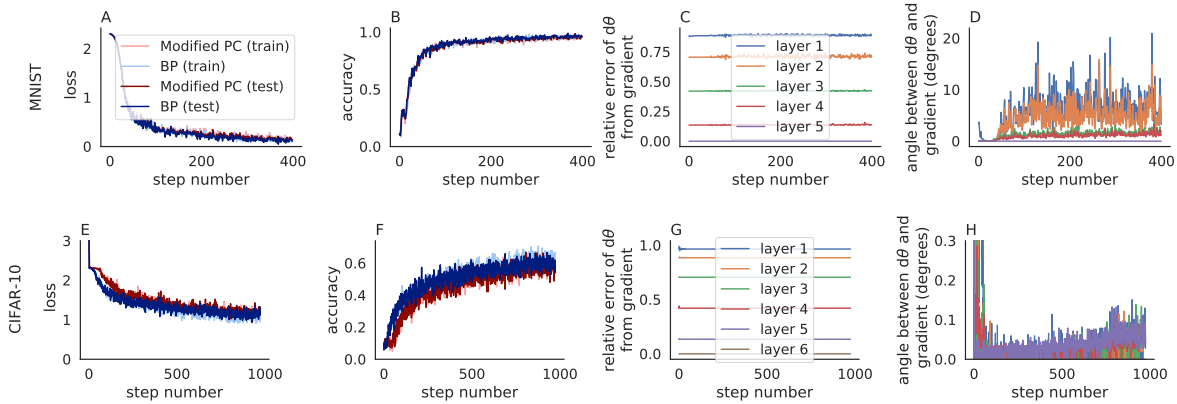 A
MNIST
loss
2
1
0
Modified PC (train)
BP (train)
Modified PC (test)
BP (test)
0
200
400
step number
B
accuracy
1.0
0.5
0.0
0
200
400
step number
C
relative error of dθ
from gradient
0.75
0.50
0.25
0.00
layer 1
layer 2
layer 3
layer 4
layer 5
0
200
400
step number
D
angle between dθ and
gradient (degrees)
20
10
0
0
200
400
step number
E
CIFAR-10
loss
3
2
1
0
0
500
1000
step number
F
accuracy
0.6
0.4
0.2
0.0
0
500
1000
step number
G
relative error of dθ
from gradient
1.0
0.5
0.0
layer 1
layer 2
layer 3
layer 4
layer 5
layer 6
0
500
1000
step number
H
angle between dθ and
gradient (degrees)
0.3
0.2
0.1
0.0
0
500
1000
step number